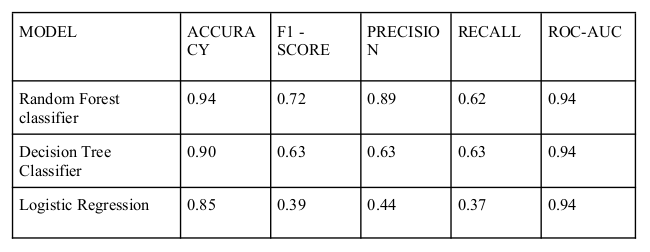 MODEL ACCURA F1 - PRECISIO RECALL ROC-AUC
CY SCORE N
Random Forest 0.94 0.72 0.89 0.62 0.94
classifier
Decision Tree 0.90 0.63 0.63 0.63 0.94
Classifier
Logistic Regression 0.85 0.39 0.44 0.37 0.94